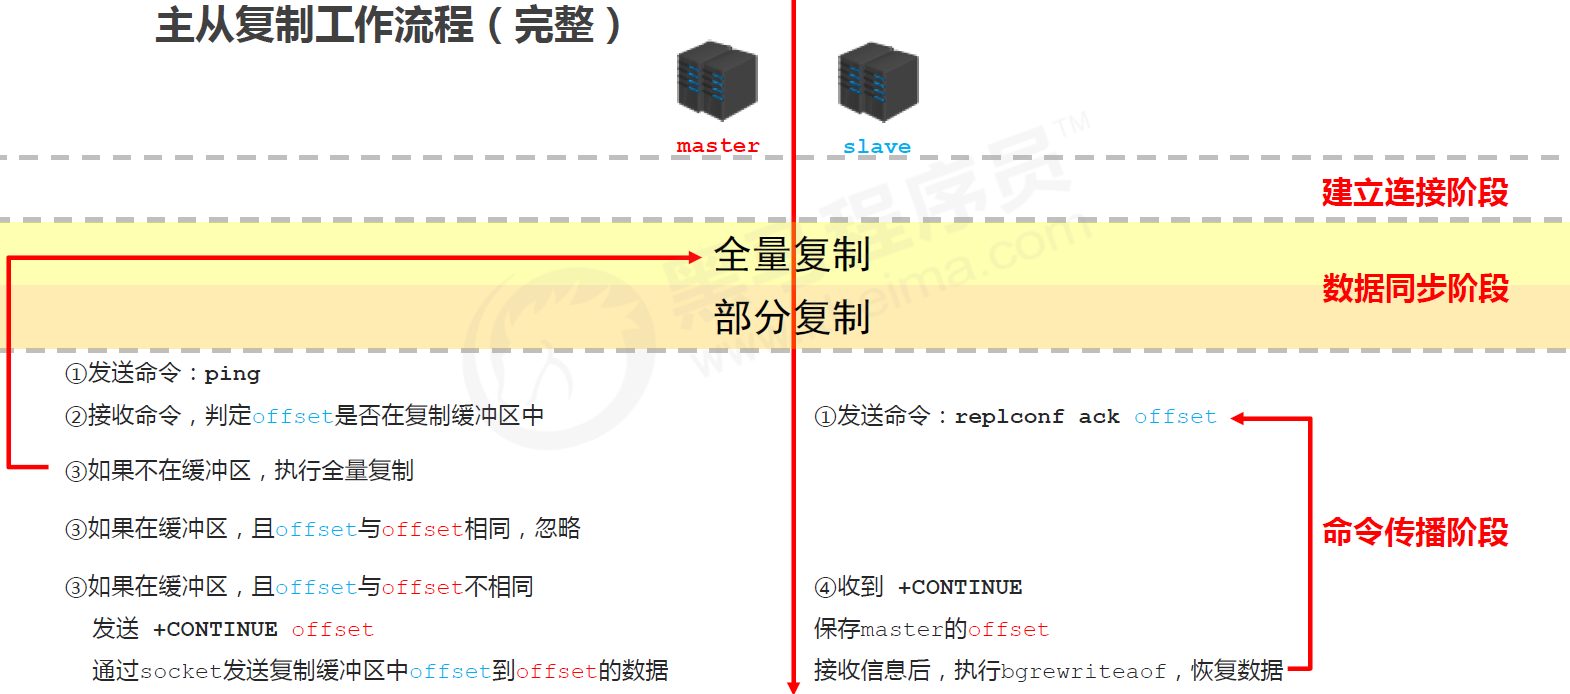 主从复制工作流程（完整）
master
slave
建立连接阶段
全量复制
数据同步阶段
部分复制
①发送命令：ping
②接收命令，判定offset是否在复制缓冲区中
①发送命令：replconf ack offset
③如果不在缓冲区，执行全量复制
③如果在缓冲区，且offset与offset相同，忽略
命令传播阶段
③如果在缓冲区，且offset与offset不相同
发送 +CONTINUE offset
通过socket发送复制缓冲区中offset到offset的数据
④收到 +CONTINUE
保存master的offset
接收信息后，执行bgrewriteaof，恢复数据
程序员TM